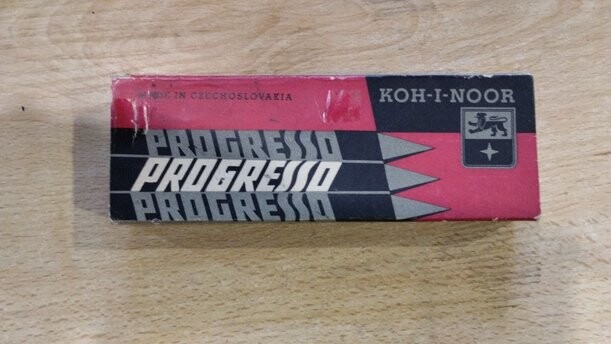 MADE IN CZECHOSLOVAKIA
KOH-I-NOOR
PROGRESSO
PROGRESSO
PROGRESSO